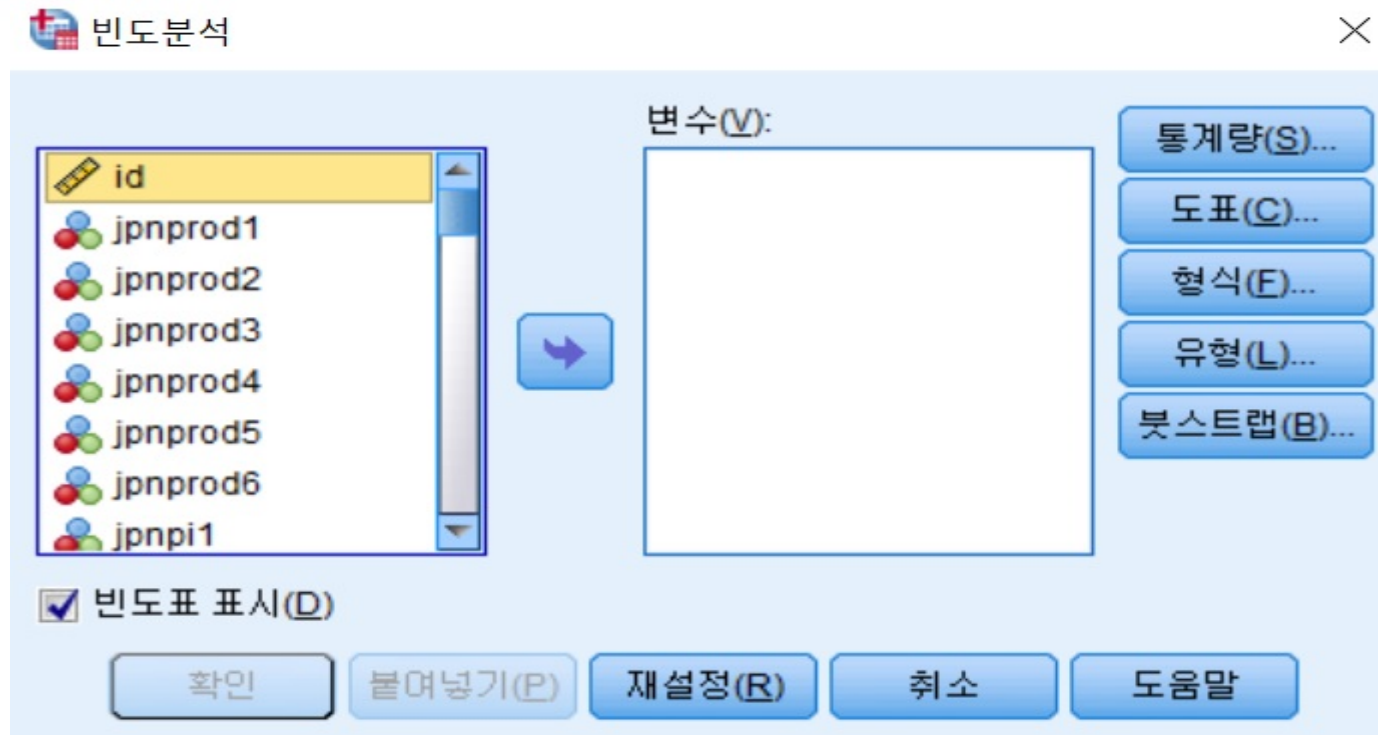 빈도분석
변수(V):
id
jpnprod1
jpnprod2
jpnprod3
jpnprod4
jpnprod5
jpnprod6
jpnpi1
통계량(S)...
도표(C)...
형식(F)...
유형(L)...
붓스트랩(B)...
빈도표 표시(D)
확인
붙여넣기(P)
재설정(R)
취소
도움말